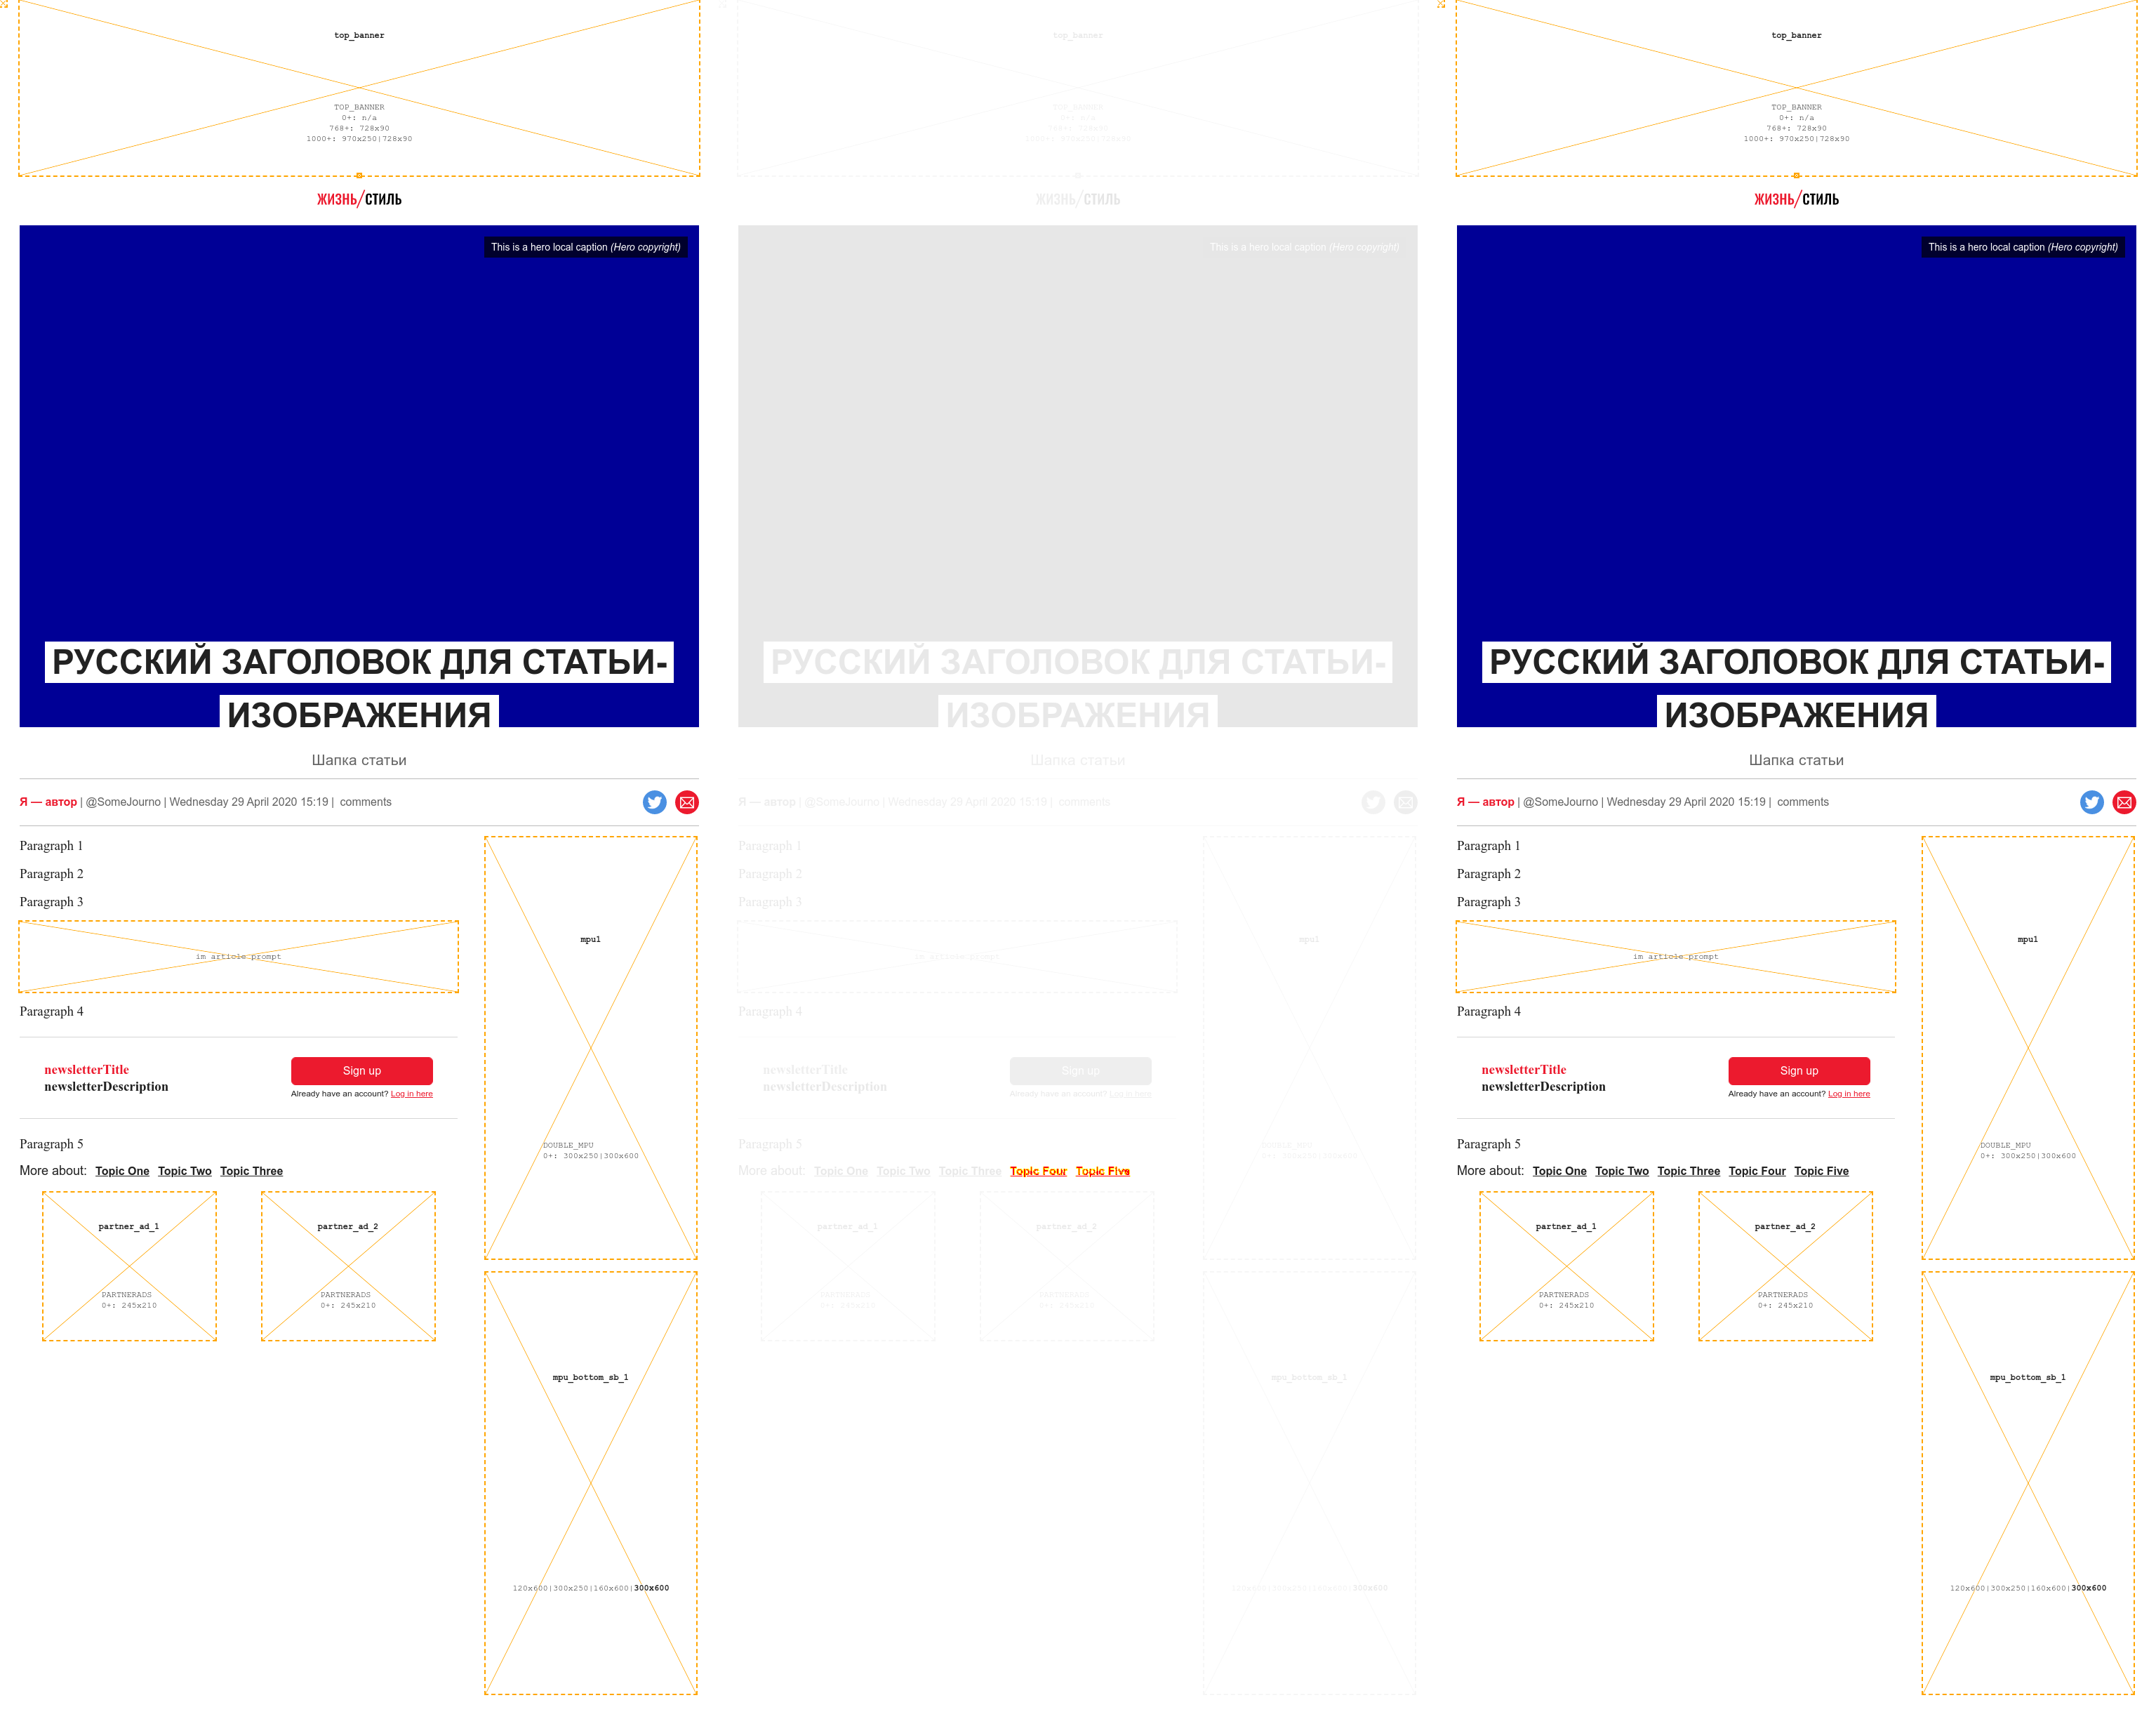 top_banner
TOP_BANNER
0+: n/a
768+: 728x90
1000+: 970x250|728x90
ЖИЗНЬ/СТИЛЬ
This is a hero local caption (Hero copyright)
РУССКИЙ ЗАГОЛОВОК ДЛЯ СТАТЬИ-
ИЗОБРАЖЕНИЯ
Шапка статьи
Я — автор | @SomeJourno | Wednesday 29 April 2020 15:19 | comments
Paragraph 1
Paragraph 2
Paragraph 3
im article prompt
Paragraph 4
newsletterTitle
newsletterDescription
Sign up
Already have an account? Log in here
Paragraph 5
More about: Topic One Topic Two Topic Three
partner_ad_1
PARTNERADS
0+: 245x210
partner_ad_2
PARTNERADS
0+: 245x210
mpu1
DOUBLE_MPU
0+: 300x250|300x600
mpu_bottom_sb_1
120x600|300x250|160x600|300x600
top_banner
TOP_BANNER
0+: n/a
768+: 728x90
1000+: 970x250|728x90
ЖИЗНЬ/СТИЛЬ
This is a hero local caption (Hero copyright)
РУССКИЙ ЗАГОЛОВОК ДЛЯ СТАТЬИ-
ИЗОБРАЖЕНИЯ
Шапка статьи
Я — автор | @SomeJourno | Wednesday 29 April 2020 15:19 | comments
Paragraph 1
Paragraph 2
Paragraph 3
im article prompt
Paragraph 4
newsletterTitle
newsletterDescription
Sign up
Already have an account? Log in here
Paragraph 5
More about: Topic One Topic Two Topic Three Topic Four Topic Five
partner_ad_1
PARTNERADS
0+: 245x210
partner_ad_2
PARTNERADS
0+: 245x210
mpu1
DOUBLE_MPU
0+: 300x250|300x600
mpu_bottom_sb_1
120x600|300x250|160x600|300x600
top_banner
TOP_BANNER
0+: n/a
768+: 728x90
1000+: 970x250|728x90
ЖИЗНЬ/СТИЛЬ
This is a hero local caption (Hero copyright)
РУССКИЙ ЗАГОЛОВОК ДЛЯ СТАТЬИ-
ИЗОБРАЖЕНИЯ
Шапка статьи
Я — автор | @SomeJourno | Wednesday 29 April 2020 15:19 | comments
Paragraph 1
Paragraph 2
Paragraph 3
im article prompt
Paragraph 4
newsletterTitle
newsletterDescription
Sign up
Already have an account? Log in here
Paragraph 5
More about: Topic One Topic Two Topic Three Topic Four Topic Five
partner_ad_1
PARTNERADS
0+: 245x210
partner_ad_2
PARTNERADS
0+: 245x210
mpu1
DOUBLE_MPU
0+: 300x250|300x600
mpu_bottom_sb_1
120x600|300x250|160x600|300x600